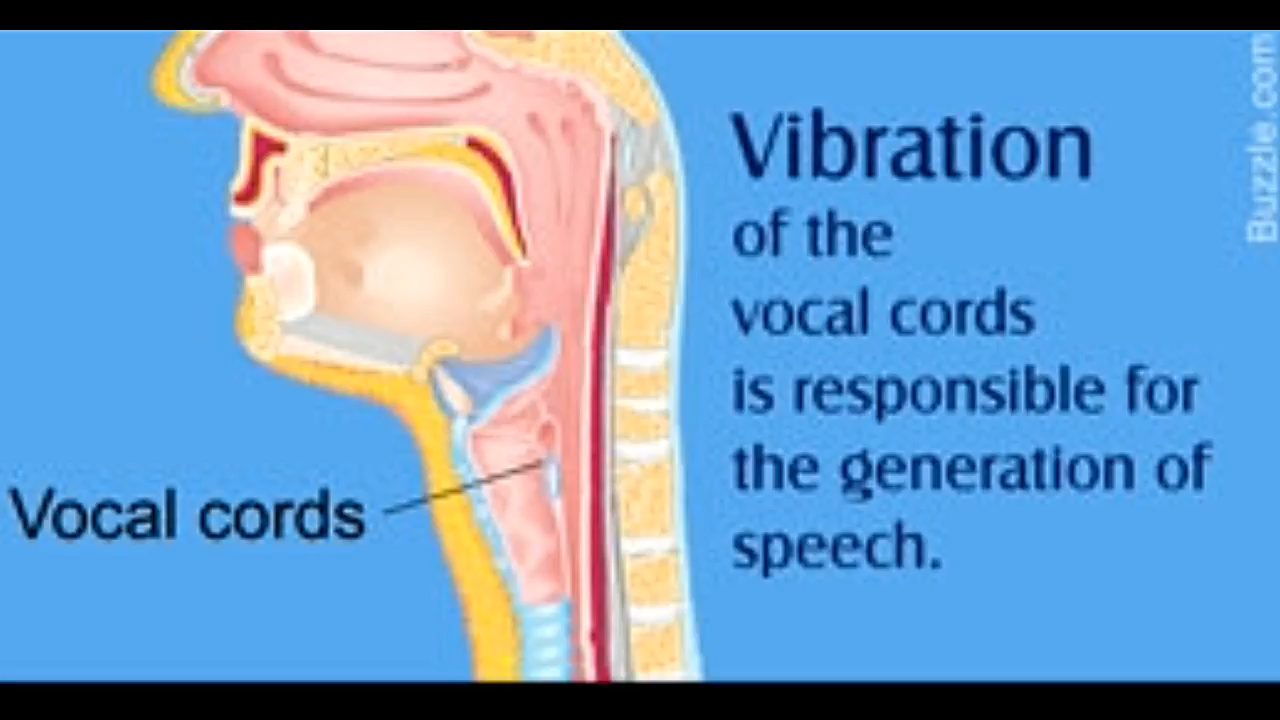 Vibration
of the
vocal cords
is responsible for
the generation of
speech.
Vocal cords
Buzzle.com